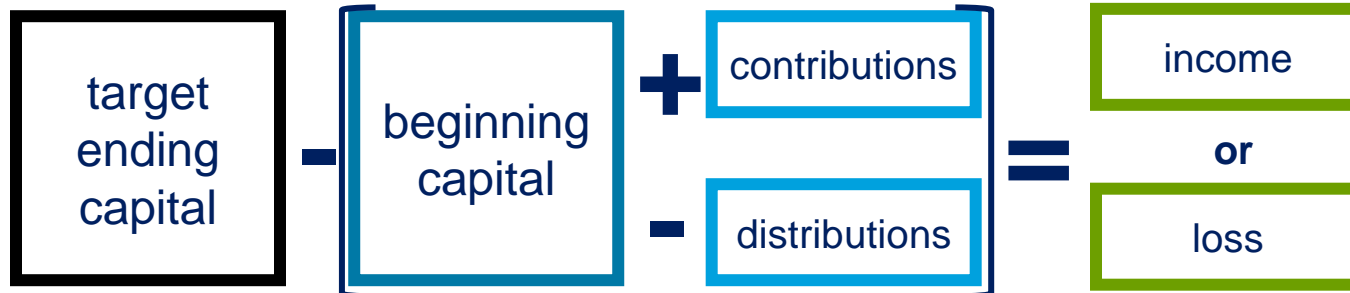 target
ending
capital
-
beginning
capital
+
contributions
-
distributions
=
income
or
loss